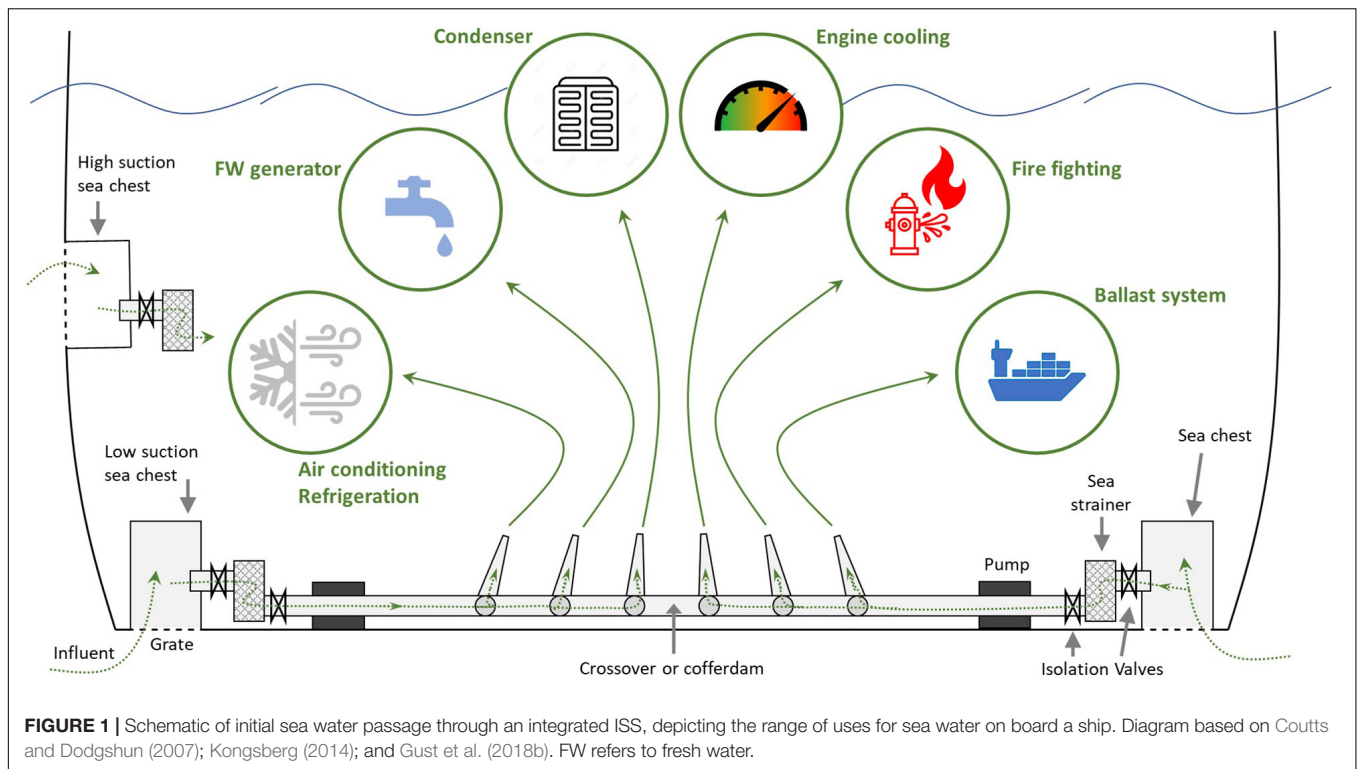 Condenser
Engine cooling
High suction
sea chest
FW generator
Fire fighting
Ballast system
Low suction
sea chest
Air conditioning
Refrigeration
Sea chest
Sea
strainer
Pump
Influent
Grate
Crossover or cofferdam
Isolation Valves
FIGURE 1 | Schematic of initial sea water passage through an integrated ISS, depicting the range of uses for sea water on board a ship. Diagram based on Coutts
and Dodgshun (2007); Kongsberg (2014); and Gust et al. (2018b). FW refers to fresh water.